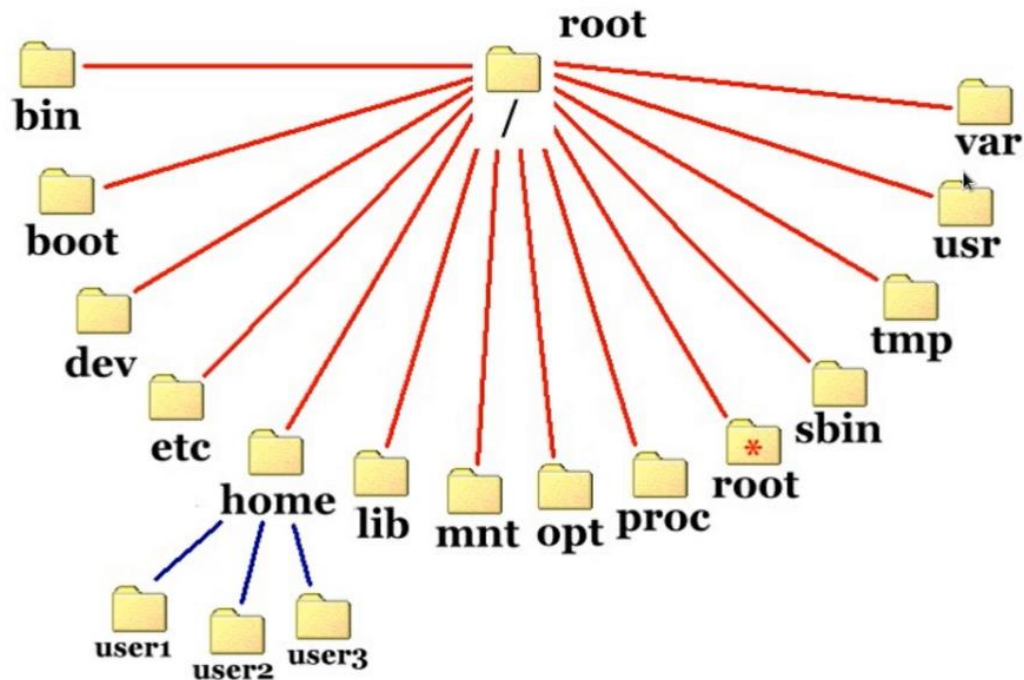 root
/
bin
var
boot
usr
dev
tmp
etc
sbin
home
lib
mnt
opt
proc
*
root
user1
user2
user3